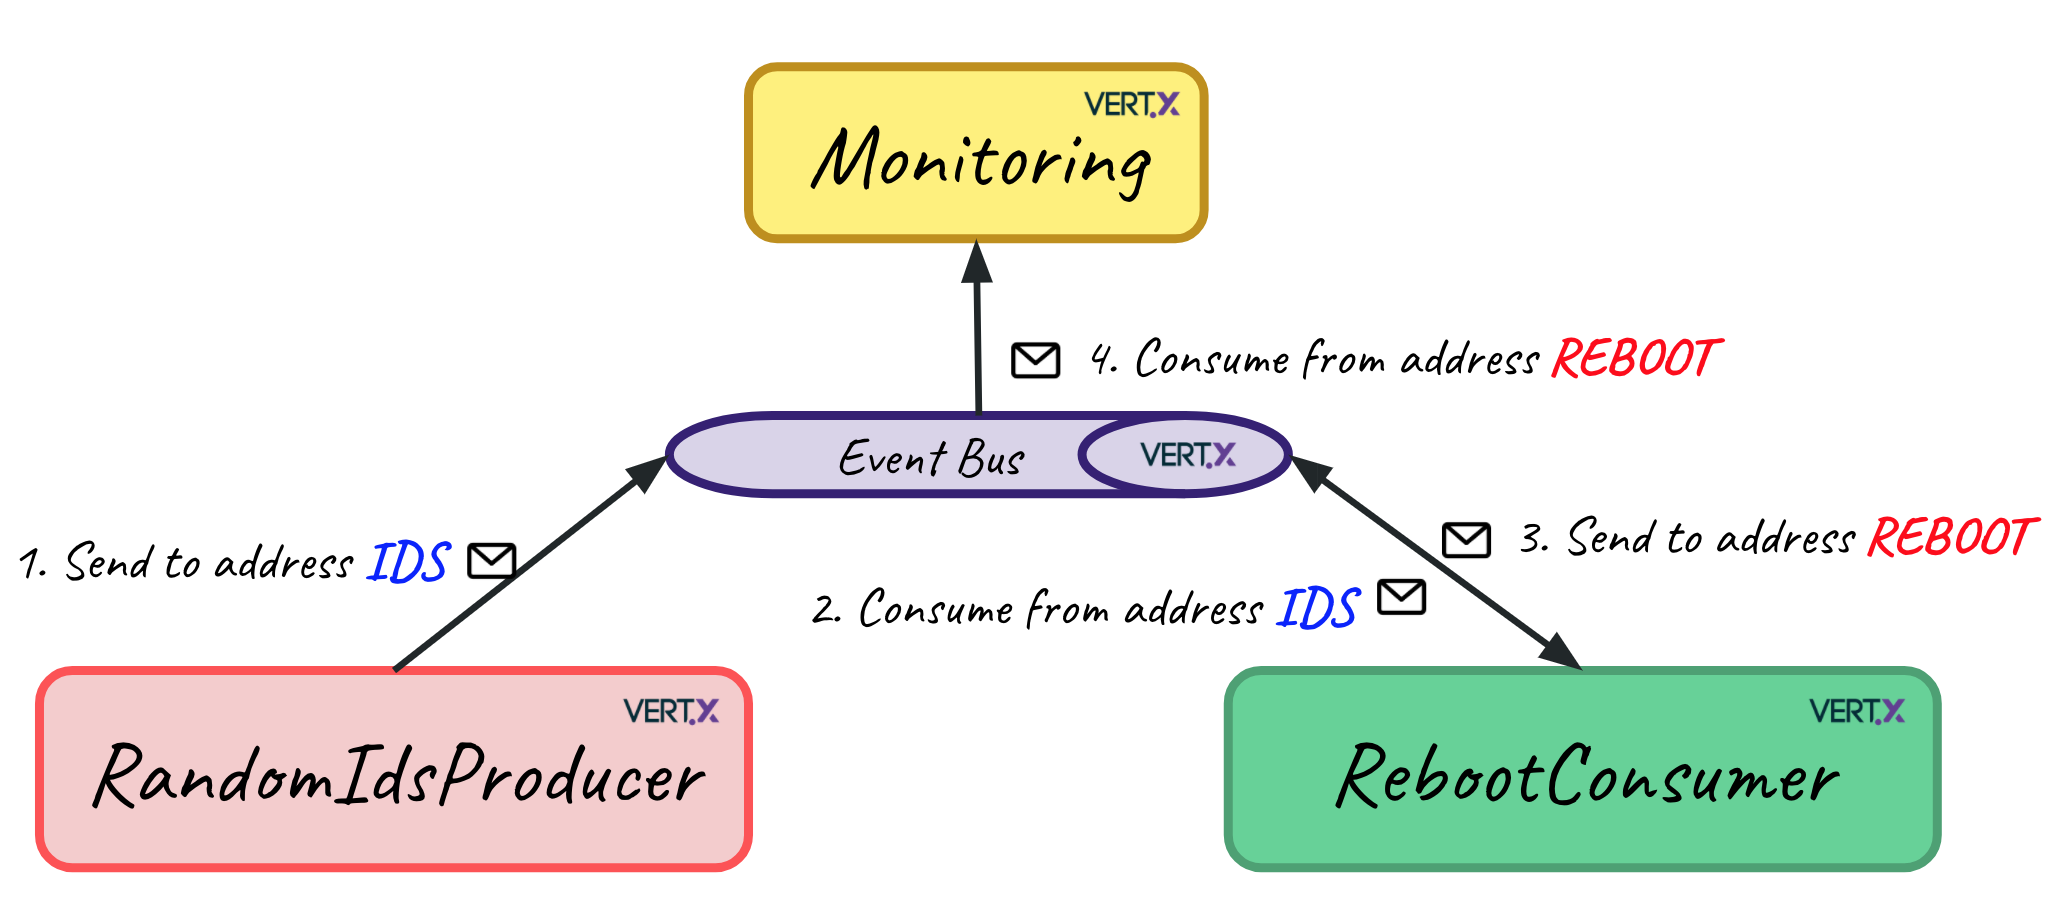 VERT.X
Monitoring
4. Consume from address REBOOT
Event Bus
VERT.X
1. Send to address IDS
3. Send to address REBOOT
2. Consume from address IDS
VERT.X
RandomIdsProducer
VERT.X
RebootConsumer